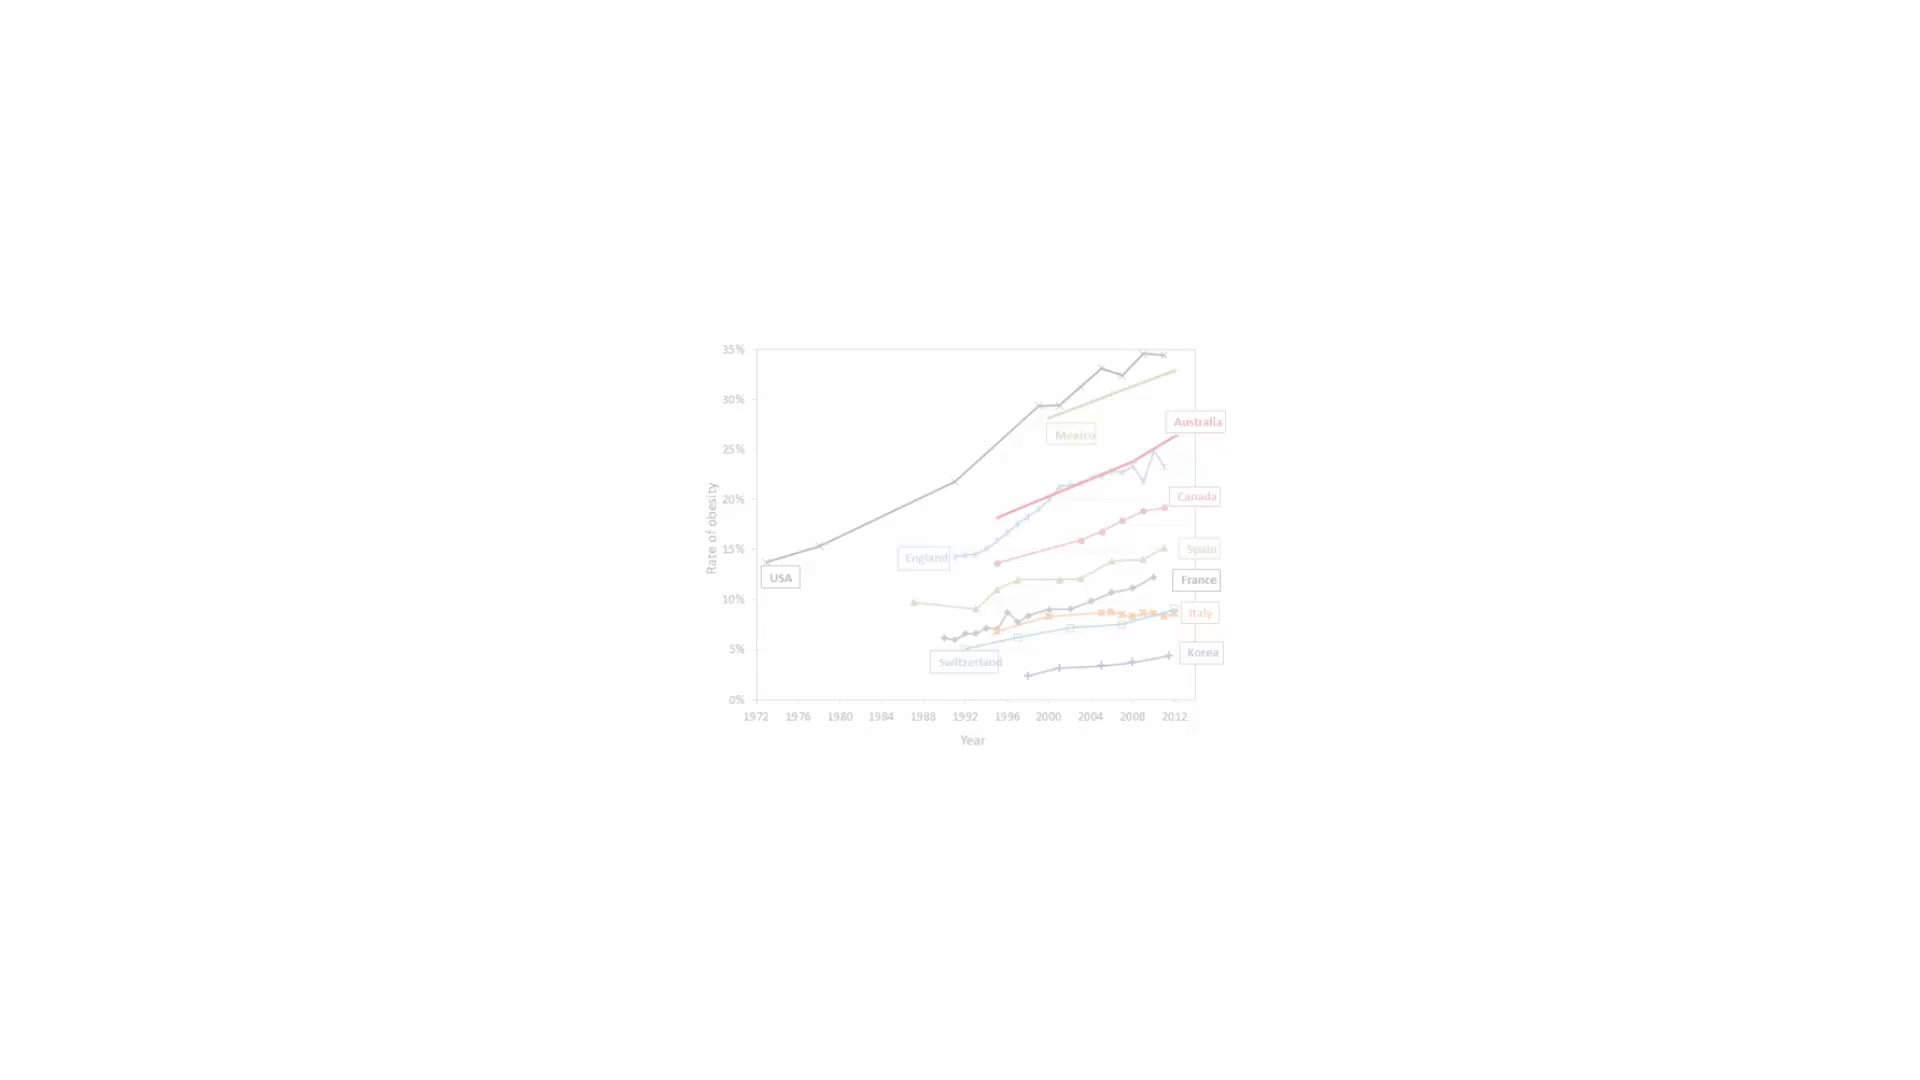 35%
30%
25%
20%
15%
10%
5%
0%
Rate of obesity
Australia
Mexico
Canada
Spain
England
USA
France
Italy
Korea
Switzerland
1972 1976 1980 1984 1988 1992 1996 2000 2004 2008 2012
Year